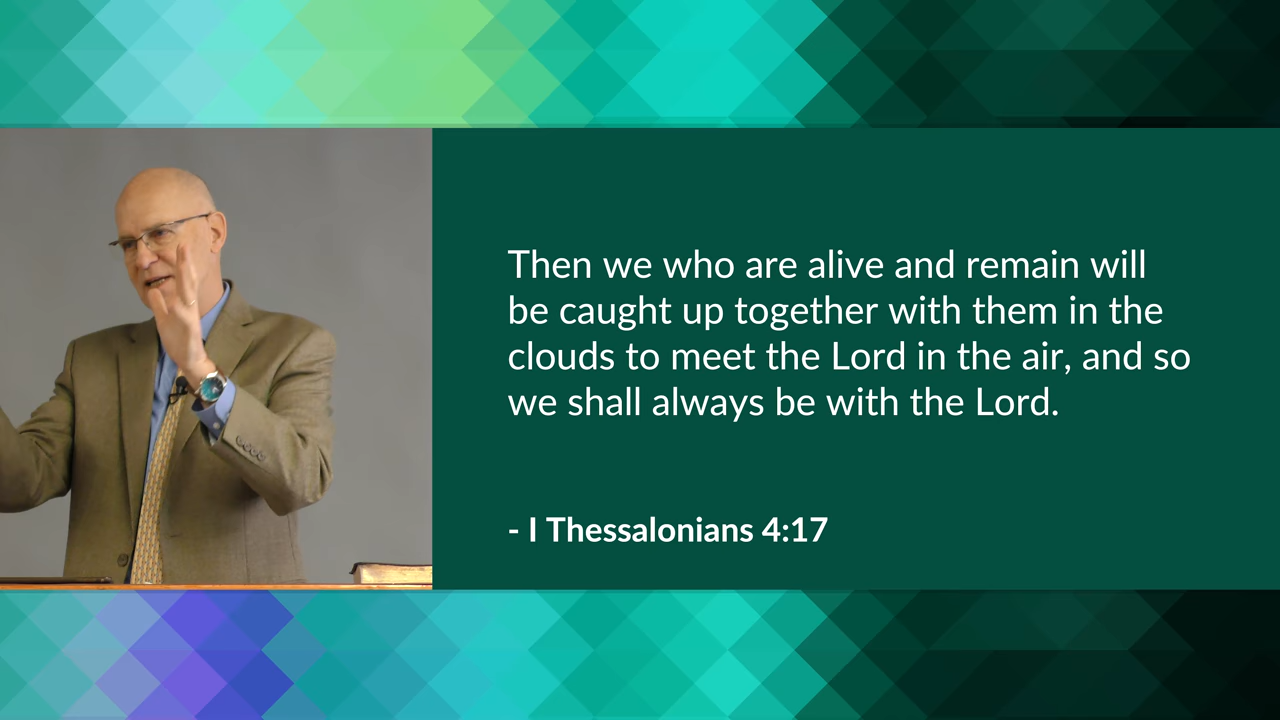 Then we who are alive and remain will
be caught up together with them in the
clouds to meet the Lord in the air, and so
we shall always be with the Lord.
- I Thessalonians 4:17